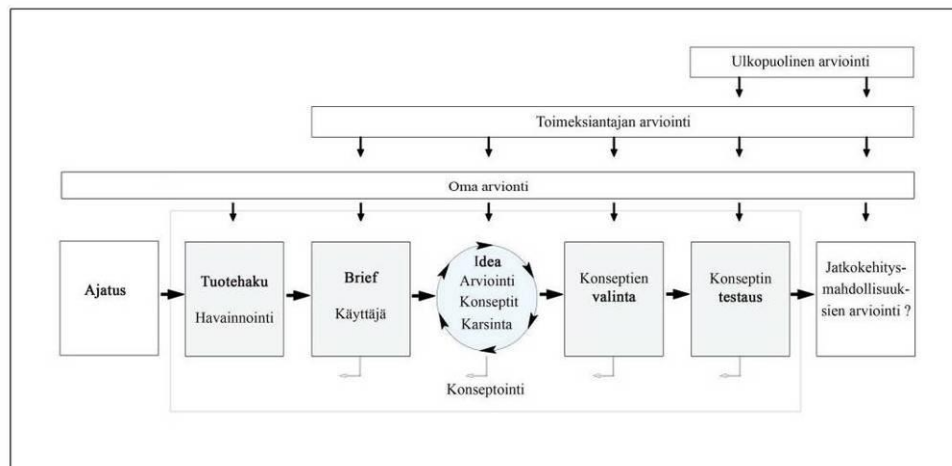 Ulkopuolinen arviointi
Toimeksiantajan arviointi
Oma arvionti
Ajatus
Tuotehaku
Havainnointi
Brief
Käyttäjä
Idea
Arviointi
Konseptit
Karsinta
Konseptien
valinta
Konseptin
testaus
Jatkokehitys-
mahdollisuuk-
sien arviointi ?
Konseptointi